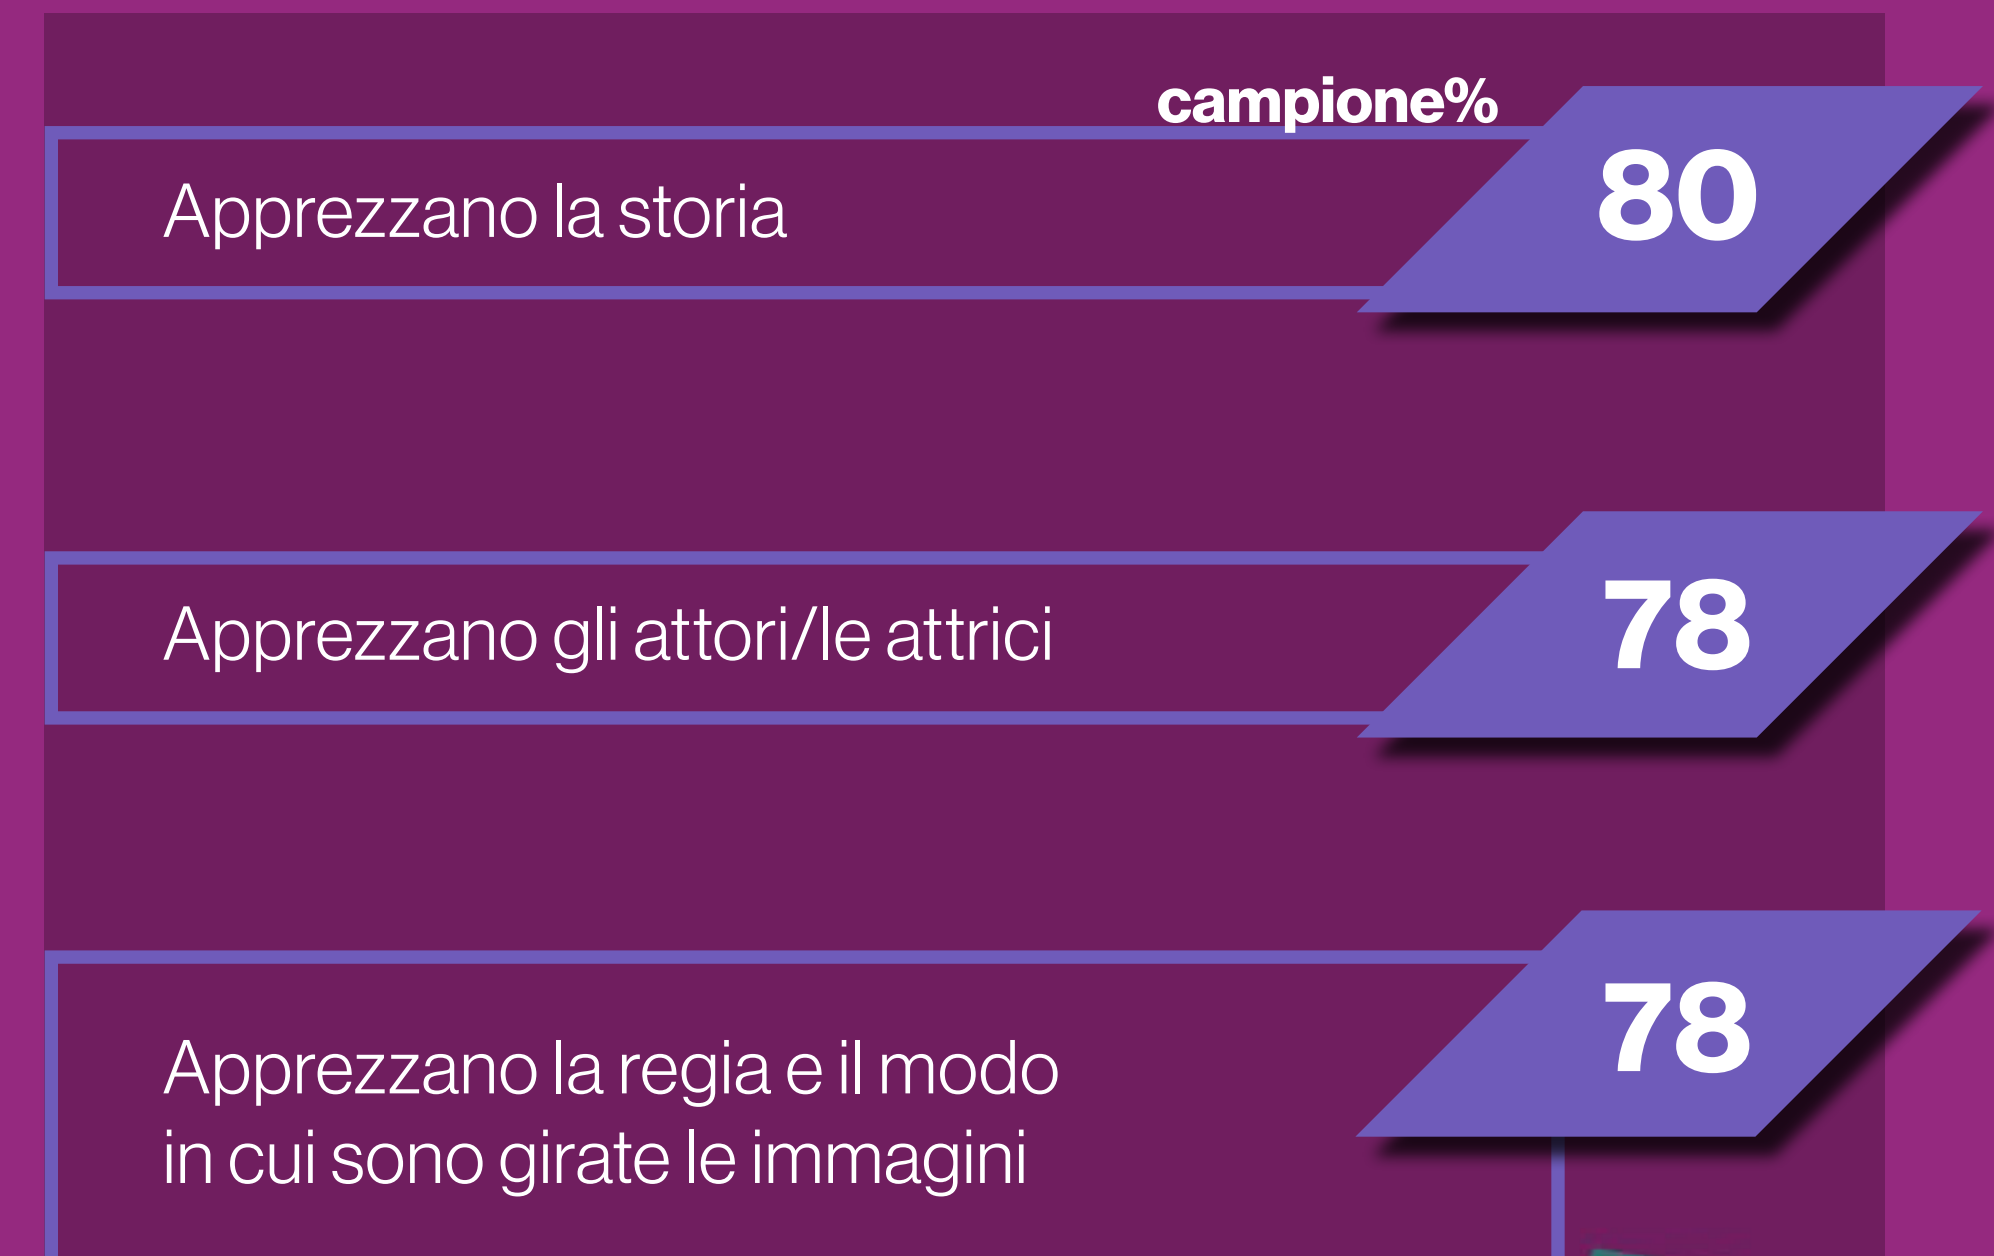 campione%
Apprezzano la storia
80
Apprezzano gli attori/le attrici
78
Apprezzano la regia e il modo
in cui sono girate le immagini
78